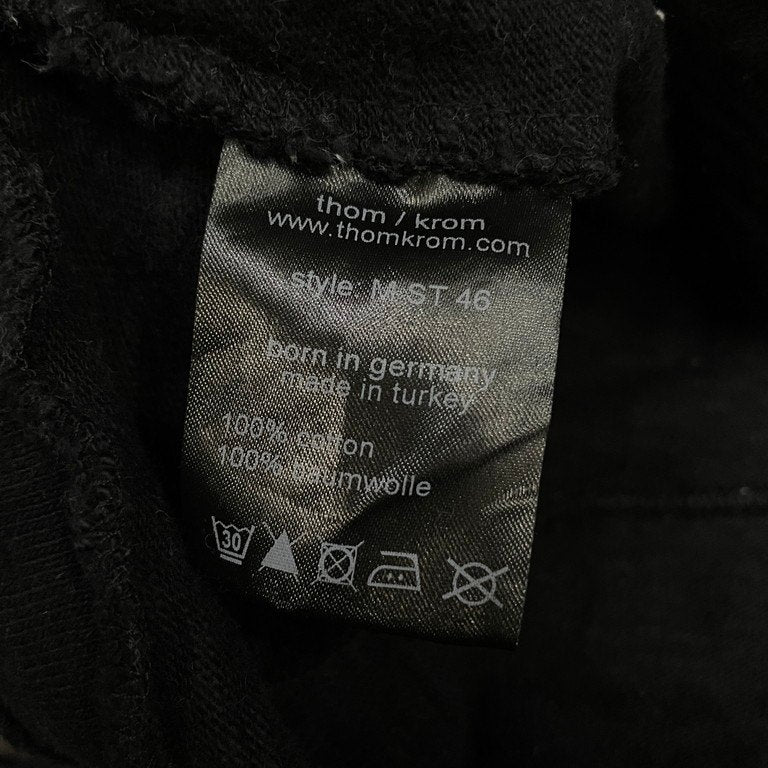 thom / krom
www.thomkrom.com
style M ST 46
born in germany
made in turkey
100% cotton
100% baumwolle
30